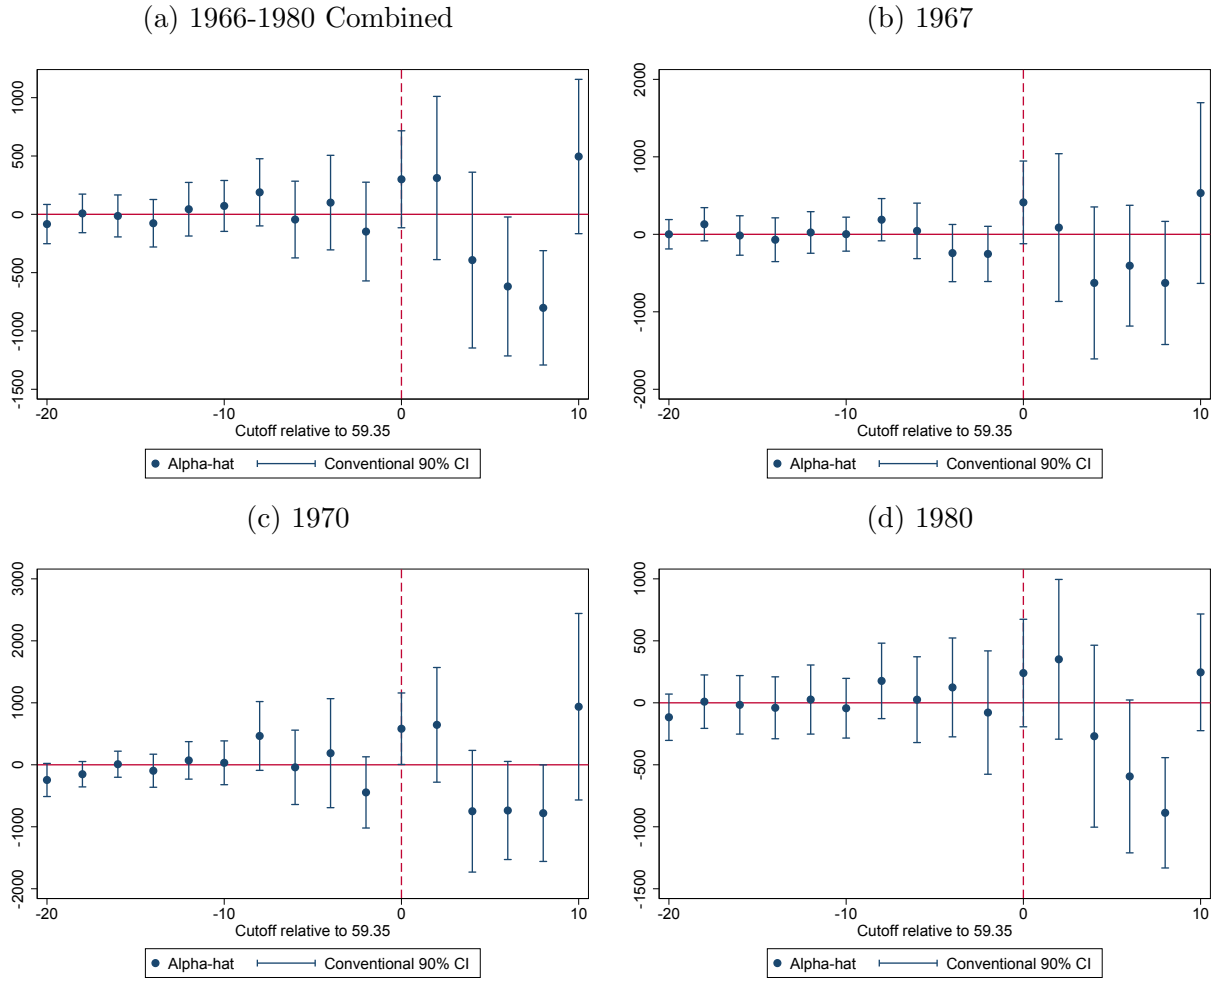 (a) 1966-1980 Combined
1000
500
0
-500
-1000
-1500
-20 -10 0 10
Cutoff relative to 59.35
Alpha-hat Conventional 90% CI
(b) 1967
2000
1000
0
-1000
-2000
-20 -10 0 10
Cutoff relative to 59.35
Alpha-hat Conventional 90% CI
(c) 1970
3000
2000
1000
0
-1000
-2000
-20 -10 0 10
Cutoff relative to 59.35
Alpha-hat Conventional 90% CI
(d) 1980
1000
500
0
-500
-1000
-1500
-20 -10 0 10
Cutoff relative to 59.35
Alpha-hat Conventional 90% CI